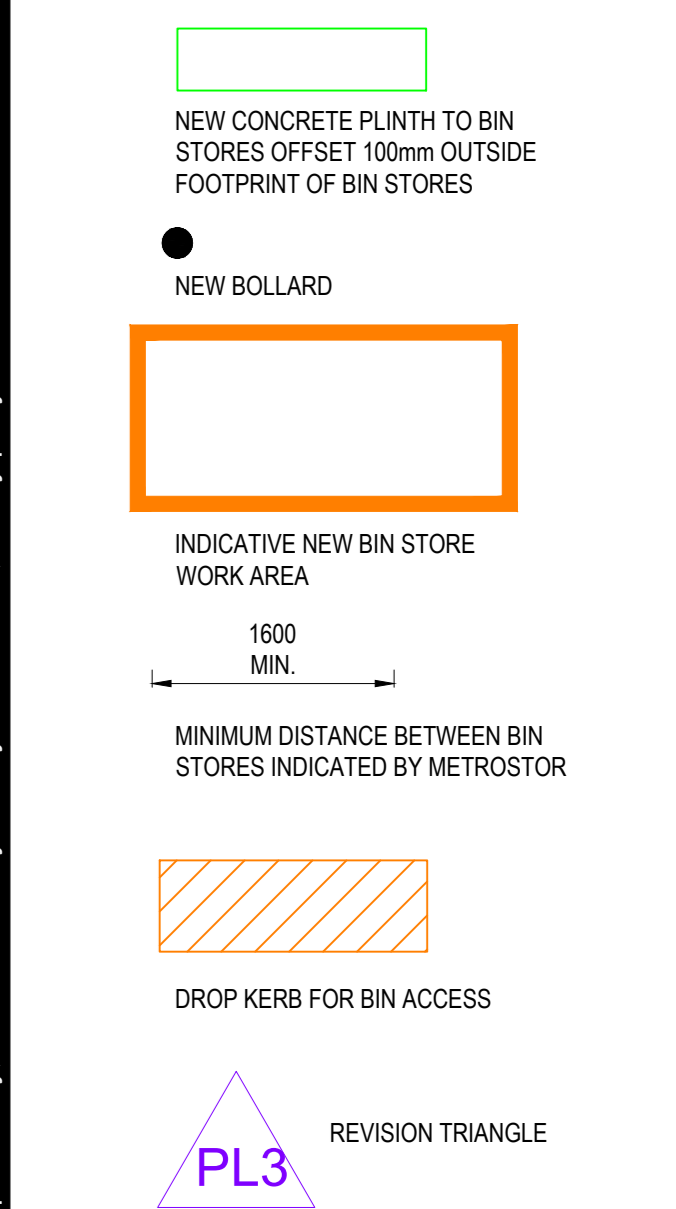 NEW CONCRETE PLINTH TO BIN
STORES OFFSET 100mm OUTSIDE
FOOTPRINT OF BIN STORES
NEW BOLLARD
INDICATIVE NEW BIN STORE
WORK AREA
1600
MIN.
MINIMUM DISTANCE BETWEEN BIN
STORES INDICATED BY METROSTOR
DROP KERB FOR BIN ACCESS
PL3
REVISION TRIANGLE